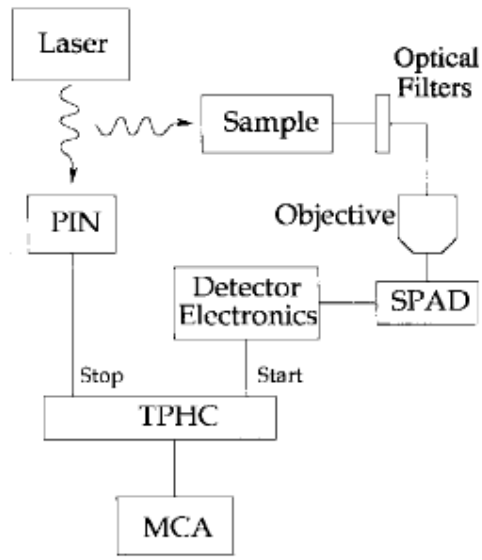 Laser
Optical
Filters
Sample
PIN
Objective
Detector
Electronics
SPAD
Stop
Start
TPHC
MCA